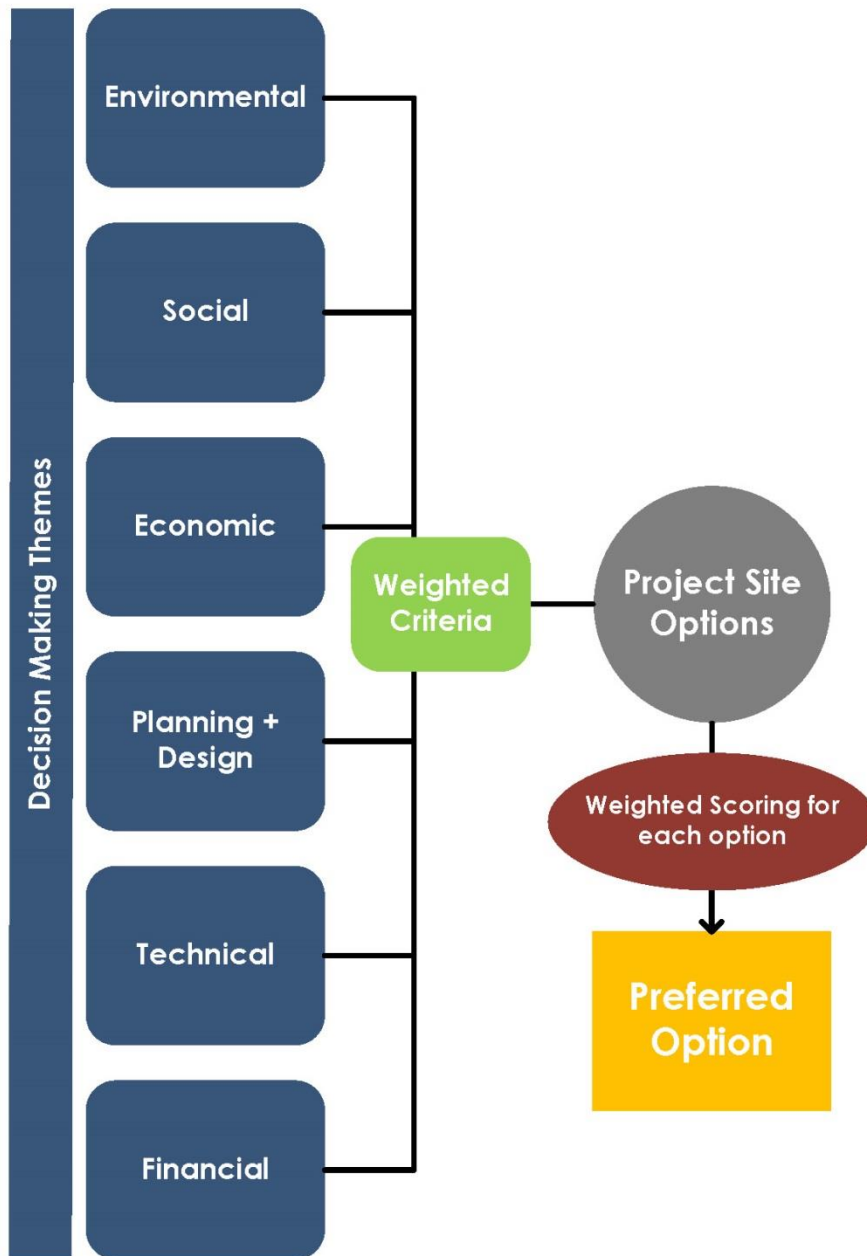 Decision Making Themes
Environmental
Social
Economic
Planning +
Design
Technical
Financial
Weighted
Criteria
Project Site
Options
Weighted Scoring for
each option
Preferred
Option